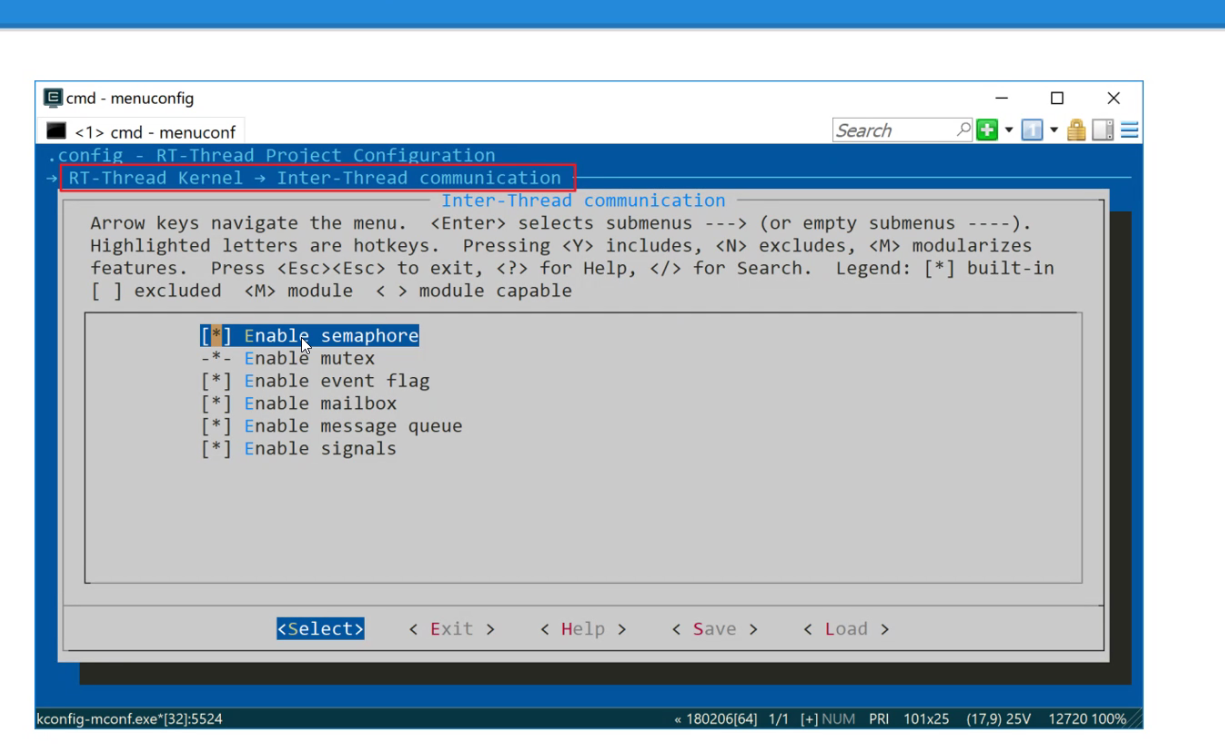 cmd - menuconfig
<1> cmd - menuconf
Search
.config - RT-Thread Project Configuration
→ RT-Thread Kernel → Inter-Thread communication
Inter-Thread communication
Arrow keys navigate the menu.  <Enter> selects submenus ---> (or empty submenus ----).
Highlighted letters are hotkeys.  Pressing <Y> includes, <N> excludes, <M> modularizes
features.  Press <Esc><Esc> to exit, <?> for Help, </> for Search.  Legend: [*] built-in
[ ] excluded  <M> module  < > module capable
[*] Enable semaphore
-*- Enable mutex
[*] Enable event flag
[*] Enable mailbox
[*] Enable message queue
[*] Enable signals
<Select>    < Exit >    < Help >    < Save >    < Load >
kconfig-mconf.exe*[32]:5524    « 180206[64]  1/1  [+] NUM  PRI  101x25  (17,9) 25V  12720 100%